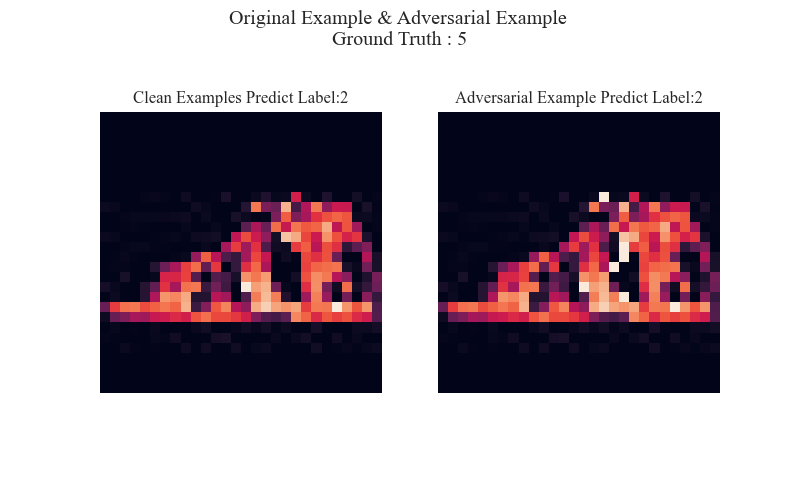 Original Example & Adversarial Example
Ground Truth : 5
Clean Examples Predict Label:2
Adversarial Example Predict Label:2